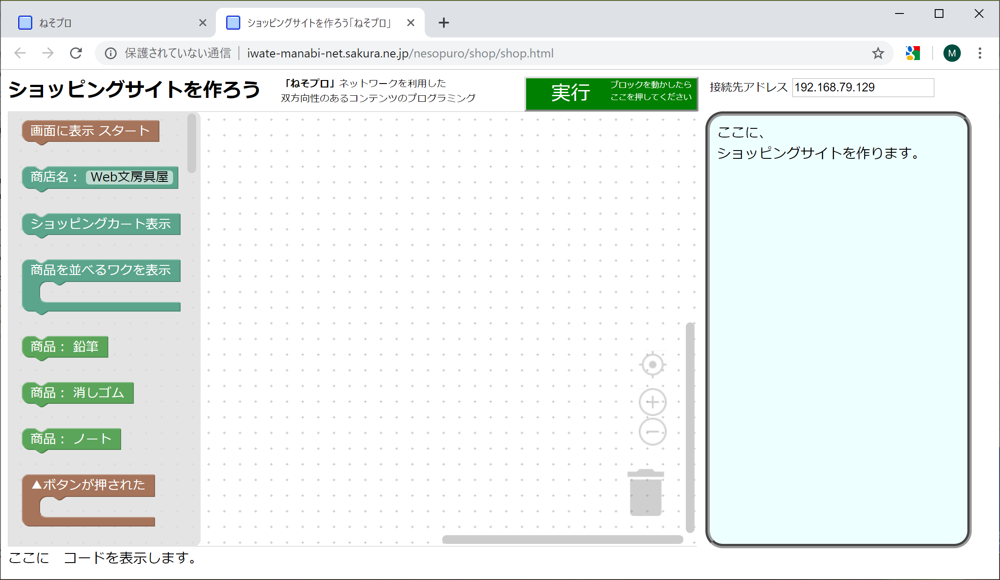 ねそプロ
ショッピングサイトを作ろう「ねそプロ」
保護されていない通信 iwate-manabi-net.sakura.ne.jp/nesopuro/shop/shop.html
M
ショッピングサイトを作ろう
「ねそプロ」ネットワークを利用した
双方向性のあるコンテンツのプログラミング
実行
ブロックを動かしたら
ここを押してください
接続先アドレス 192.168.79.129
画面に表示 スタート
商店名： Web文房具屋
ショッピングカート表示
商品を並べるワクを表示
商品： 鉛筆
商品： 消しゴム
商品： ノート
▲ボタンが押された
ここに、
ショッピングサイトを作ります。
ここに　コードを表示します。